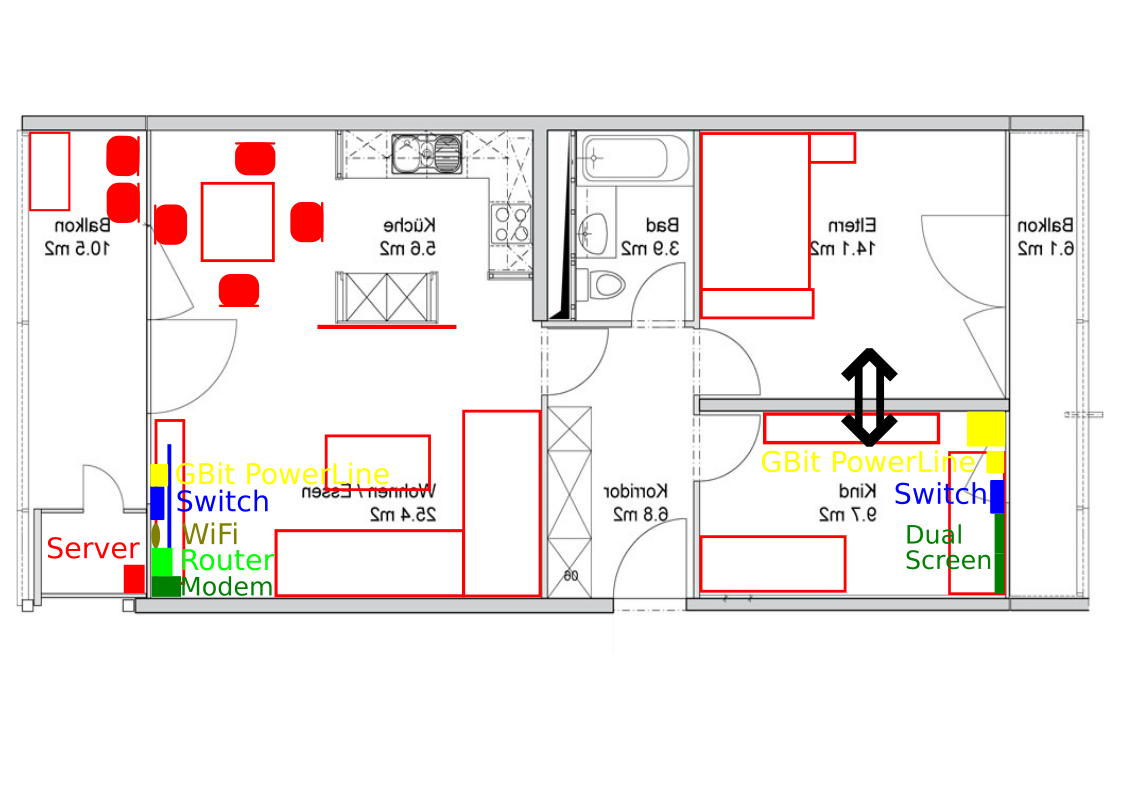 Balkon
10.5 m2
Küche
5.6 m2
Bad
3.9 m2
Eltern
14.1 m2
Balkon
6.1 m2
GBit PowerLine
Switch
WiFi
Router
Modem
Server
Wohnen / Essen
25.4 m2
Korridor
6.8 m2
06
GBit PowerLine
Switch
Kind
9.7 m2
Dual
Screen